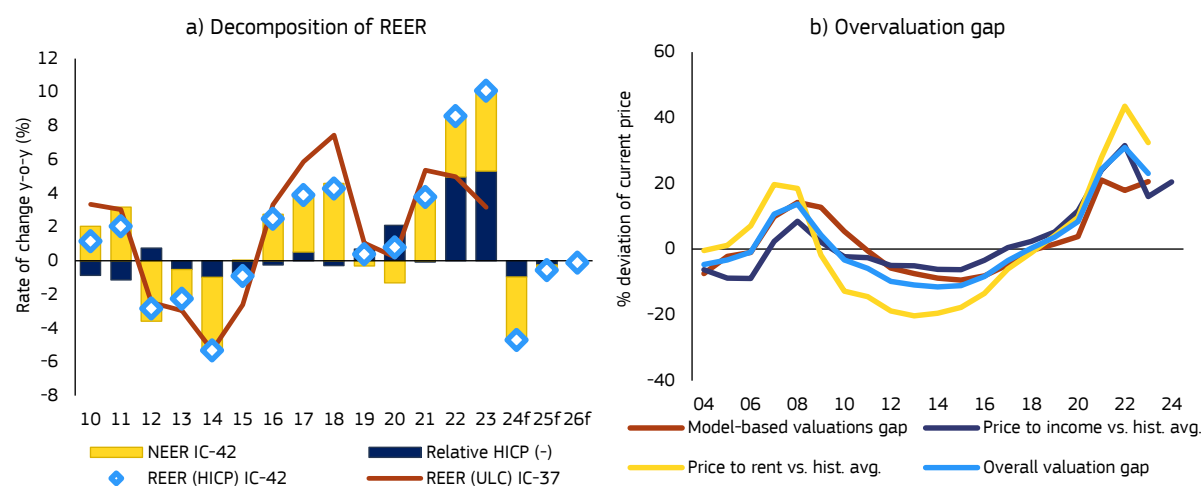 a) Decomposition of REER
Rate of change y-o-y (%)
12
10
8
6
4
2
0
-2
-4
-6
-8
10 11 12 13 14 15 16 17 18 19 20 21 22 23 24f 25f 26f
NEER IC-42
Relative HICP (-)
REER (HICP) IC-42
REER (ULC) IC-37
b) Overvaluation gap
% deviation of current price
60
40
20
0
-20
-40
04 06 08 10 12 14 16 18 20 22 24
Model-based valuations gap
Price to income vs. hist. avg.
Price to rent vs. hist. avg.
Overall valuation gap